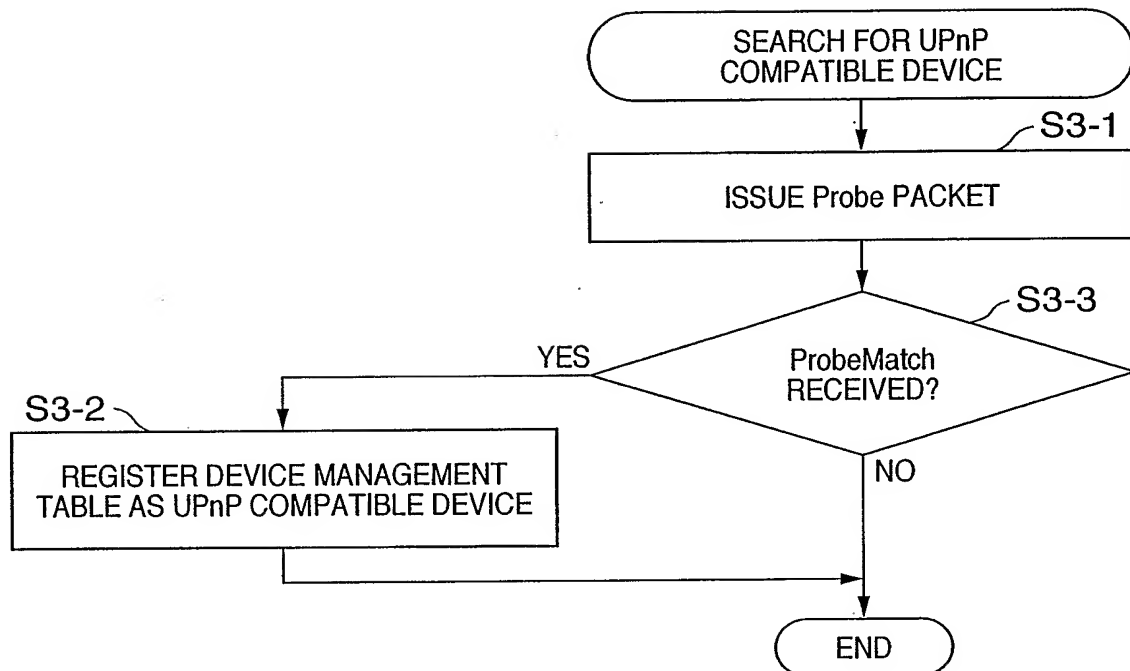 SEARCH FOR UPnP
COMPATIBLE DEVICE
S3-1
ISSUE Probe PACKET
S3-3
ProbeMatch
RECEIVED?
YES
NO
S3-2
REGISTER DEVICE MANAGEMENT
TABLE AS UPnP COMPATIBLE DEVICE
END